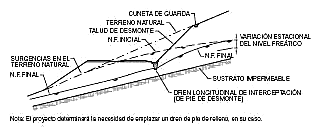 CUNETA DE GUARDA
TERRENO NATURAL
TALUD DE DESMONTE
N.F. INICIAL
VARIACIÓN ESTACIONAL
DEL NIVEL FREÁTICO
SURGENCIAS EN EL
TERRENO NATURAL
N.F. FINAL
N.F. FINAL
SUSTRATO IMPERMEABLE
DREN LONGITUDINAL DE INTERCEPTACIÓN
(DE PIE DE DESMONTE)
Nota: El proyecto determinará la necesidad de emplazar un dren de pie de relleno, en su caso.